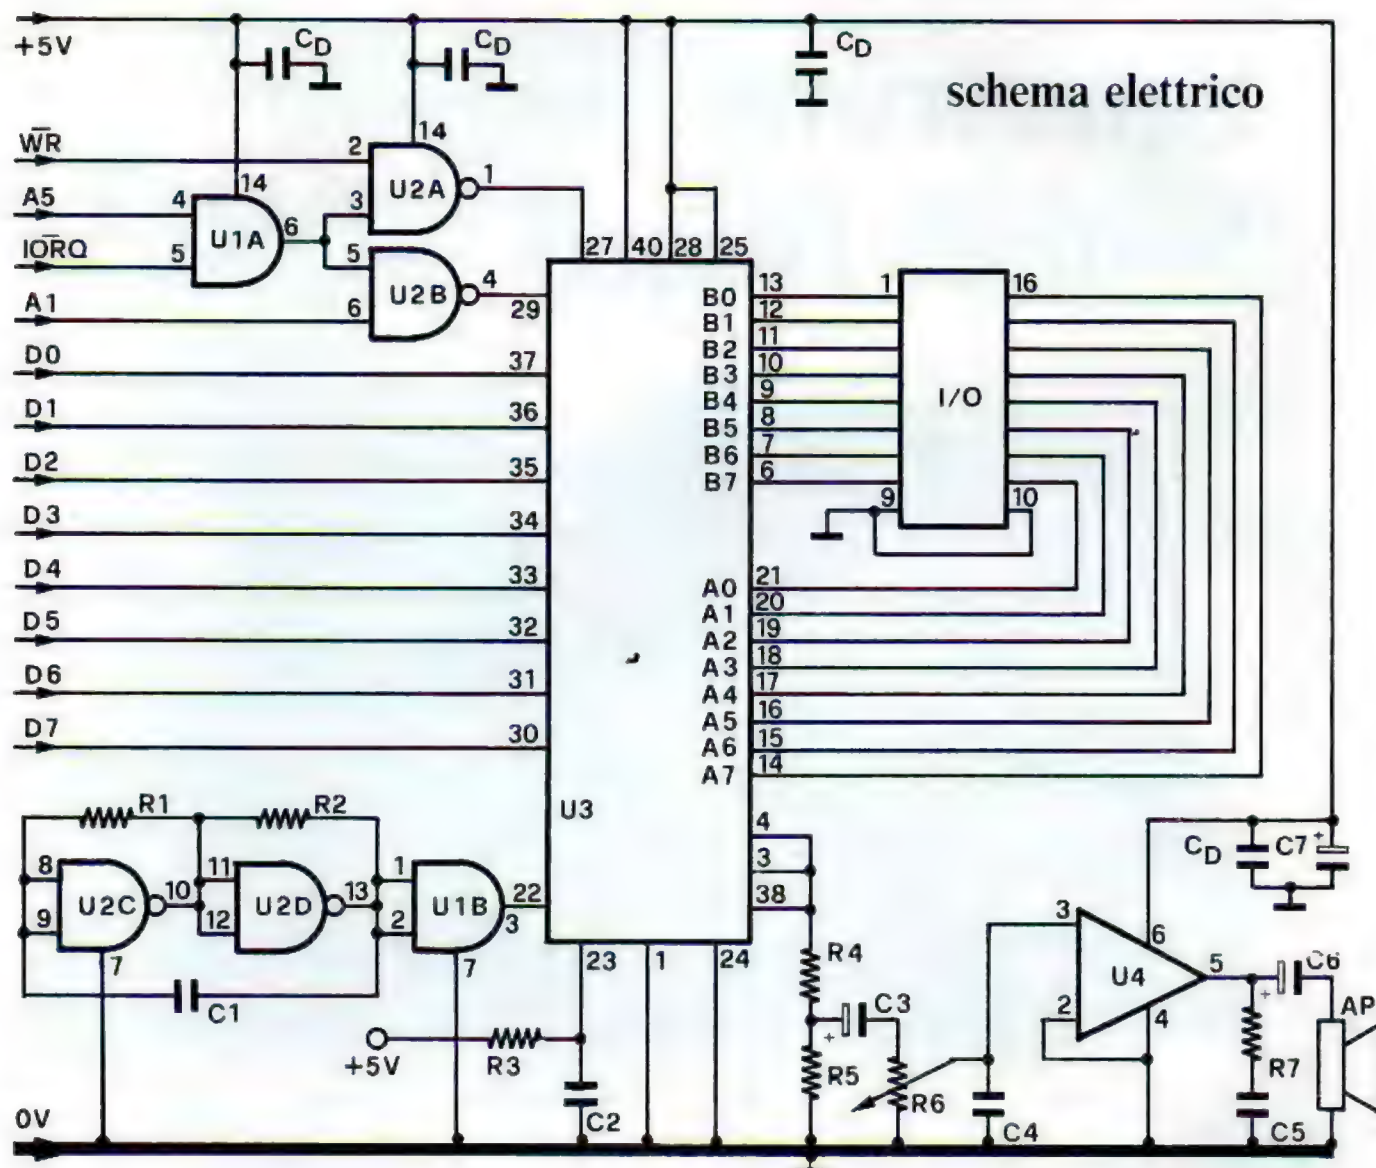 +5V
CD
CD
CD
schema elettrico
WR
2
14
U2A
1
A5
4
14
U1A
6
3
IORQ
5
5
U2B
4
29
A1
6
27
40
28
25
D0
37
D1
36
D2
35
D3
34
D4
33
D5
32
D6
31
D7
30
U3
B0
13
B1
12
B2
11
B3
10
B4
9
B5
8
B6
7
B7
6
1
I/O
16
9
10
A0
21
A1
20
A2
19
A3
18
A4
17
A5
16
A6
15
A7
14
4
3
38
R1
R2
8
9
U2C
10
7
11
12
U2D
13
1
2
U1B
22
3
7
C1
23
1
24
+5V
R3
C2
R4
+
C3
R5
R6
C4
3
2
U4
6
4
5
CD
C7
+
+
C6
R7
C5
AP
0V